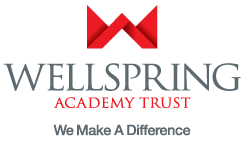 WELLSPRING
ACADEMY TRUST
We Make A Difference